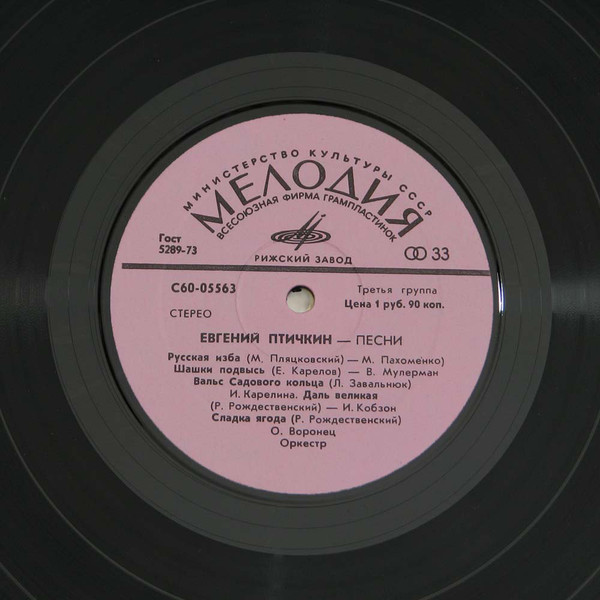 МИНИСТЕРСТВО КУЛЬТУРЫ СССР
МЕЛОДИЯ
ВСЕСОЮЗНАЯ ФИРМА ГРАМПЛАСТИНОК
Гост
5289-73
33
РИЖСКИЙ ЗАВОД
С60-05563
Третья группа
Цена 1 руб. 90 коп.
СТЕРЕО
ЕВГЕНИЙ ПТИЧКИН — ПЕСНИ
Русская изба (М. Пляцковский) — М. Пахоменко
Шашки подвысь (Е. Карелов) — В. Мулерман
Вальс Садового кольца (Л. Завальнюк)
И. Карелина. Даль великая
(Р. Рождественский) — И. Кобзон
Сладка ягода (Р. Рождественский)
О. Воронец
Оркестр